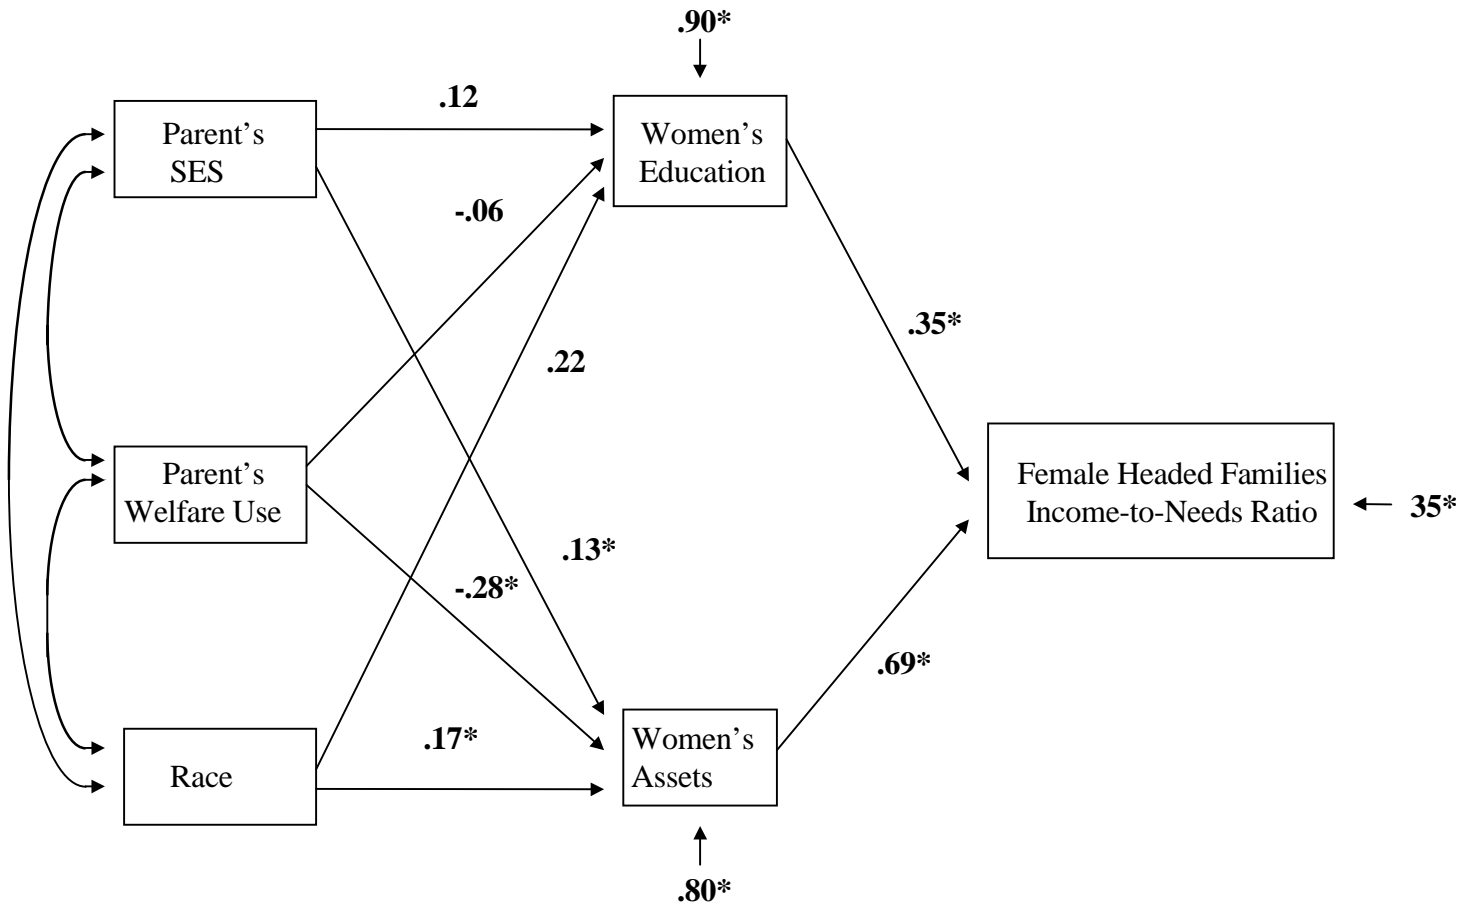 .90*
.12
Parent’s
SES
Women’s
Education
-.06
.35*
.22
Parent’s
Welfare Use
Female Headed Families
Income-to-Needs Ratio
35*
.13*
-.28*
.69*
.17*
Race
Women’s
Assets
.80*